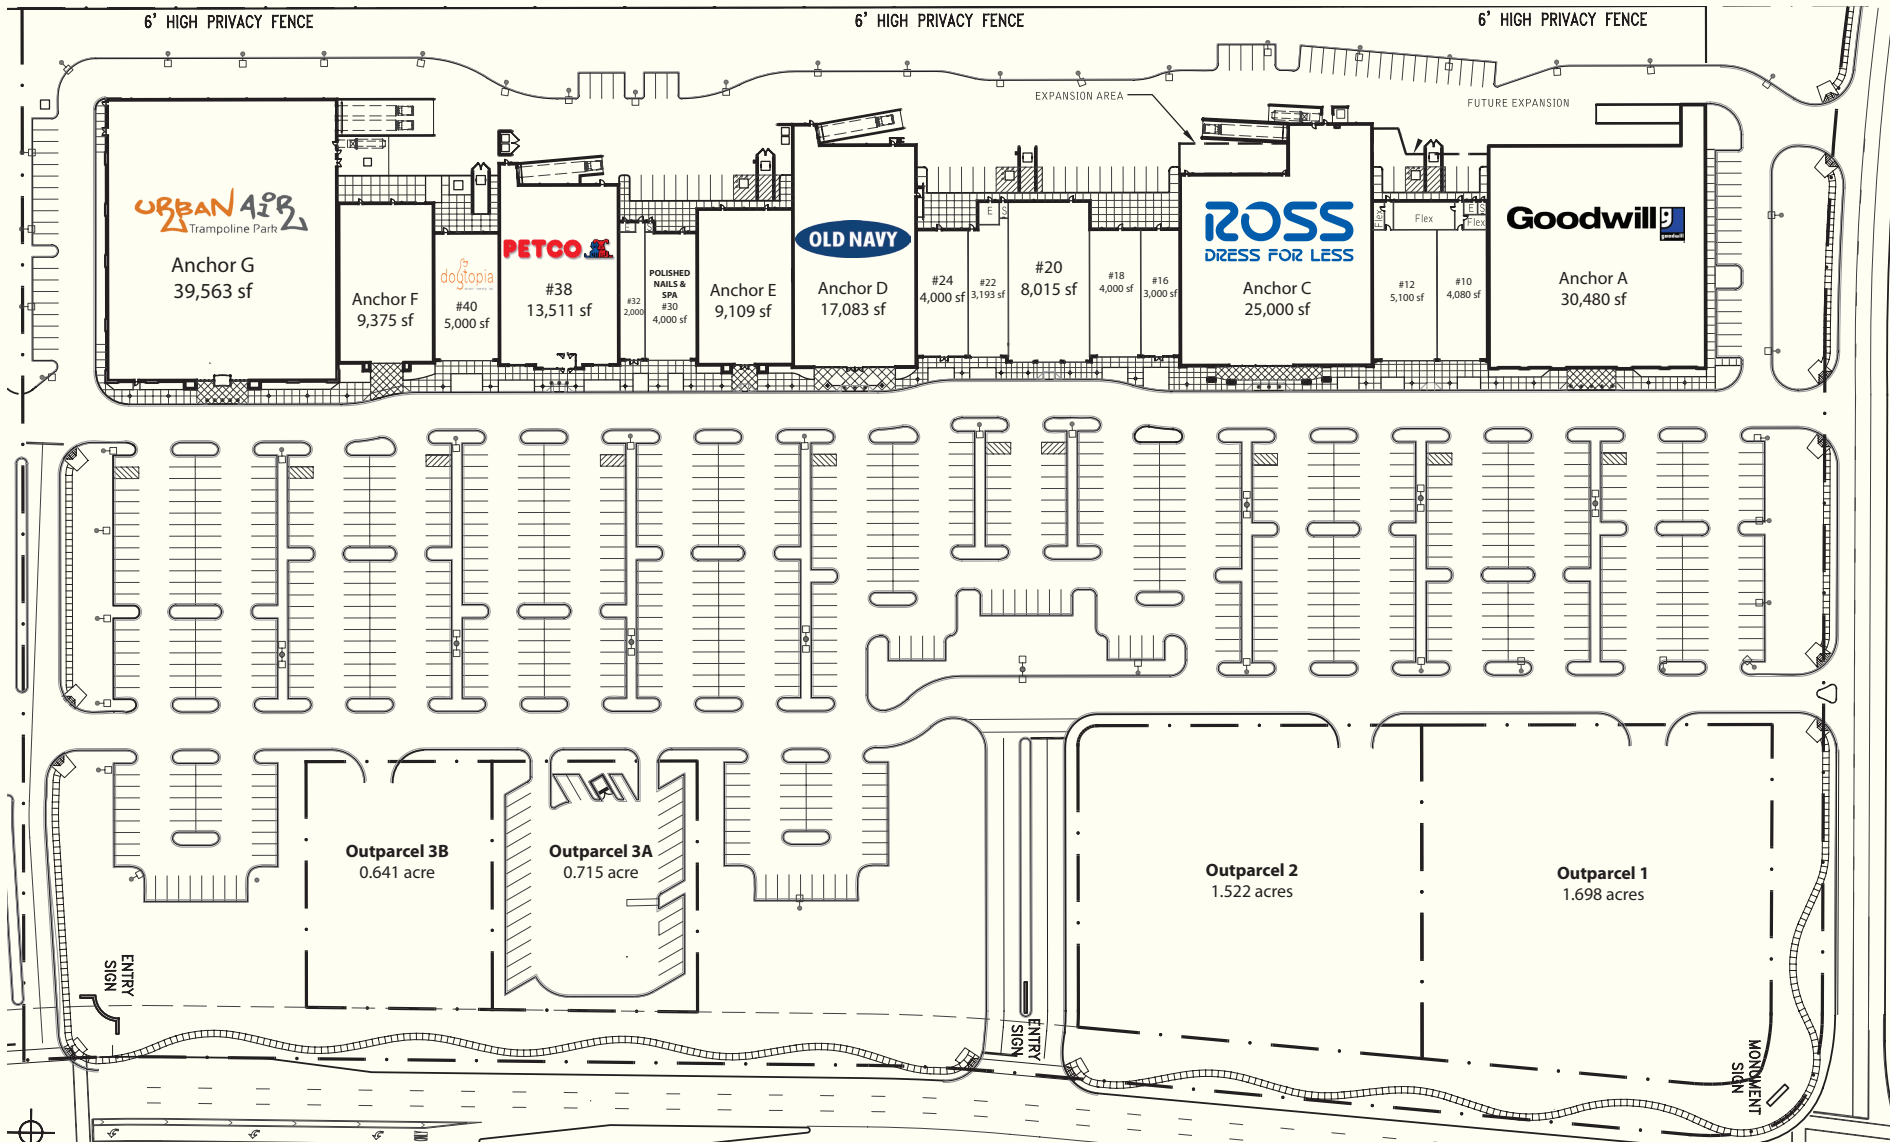 6' HIGH PRIVACY FENCE
6' HIGH PRIVACY FENCE
6' HIGH PRIVACY FENCE
EXPANSION AREA
FUTURE EXPANSION
URBAN AIR
Trampoline Park
Anchor G
39,563 sf
Anchor F
9,375 sf
dogtopia
#40
5,000 sf
PETCO
#38
13,511 sf
E
S
#32
2,000
POLISHED
NAILS &
SPA
#30
4,000 sf
Anchor E
9,109 sf
OLD NAVY
Anchor D
17,083 sf
#24
4,000 sf
E
S
#22
3,193 sf
#20
8,015 sf
#18
4,000 sf
#16
3,000 sf
ROSS
DRESS FOR LESS
Anchor C
25,000 sf
Flex
Flex
E
S
Flex
#12
5,100 sf
#10
4,080 sf
Goodwill
goodwill
Anchor A
30,480 sf
Outparcel 3B
0.641 acre
Outparcel 3A
0.715 acre
Outparcel 2
1.522 acres
Outparcel 1
1.698 acres
ENTRY
SIGN
ENTRY
SIGN
MONUMENT
SIGN